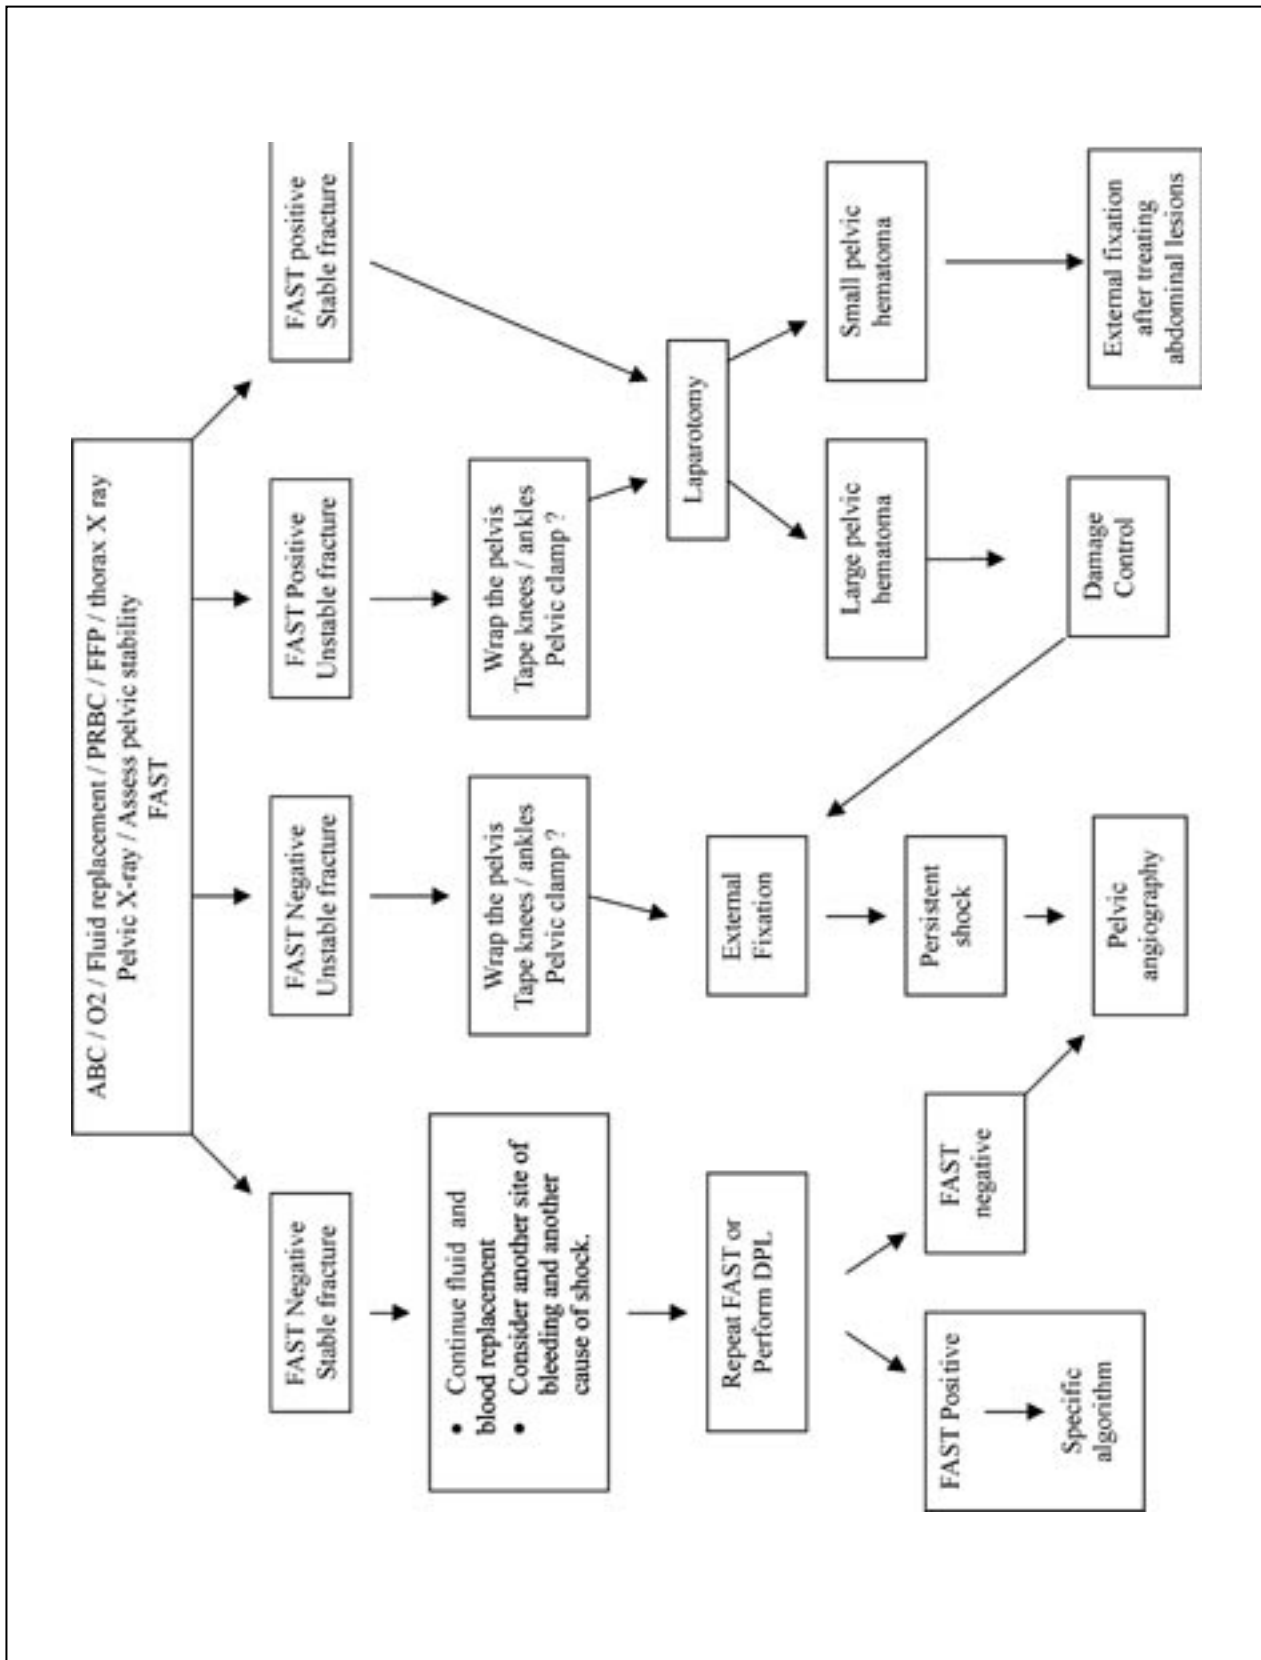 ABC / O2 / Fluid replacement / PRBC / FFP / thorax X ray
Pelvic X-ray / Assess pelvic stability
FAST
FAST Negative
Stable fracture
FAST Negative
Unstable fracture
FAST Positive
Unstable fracture
FAST positive
Stable fracture
• Continue fluid and
blood replacement
• Consider another site of
bleeding and another
cause of shock.
Wrap the pelvis
Tape knees / ankles
Pelvic clamp ?
Wrap the pelvis
Tape knees / ankles
Pelvic clamp ?
Repeat FAST or
Perform DPL
External
Fixation
Laparotomy
FAST Positive
Specific
algorithm
FAST
negative
Persistent
shock
Large pelvic
hematoma
Small pelvic
hematoma
Pelvic
angiography
Damage
Control
External fixation
after treating
abdominal lesions